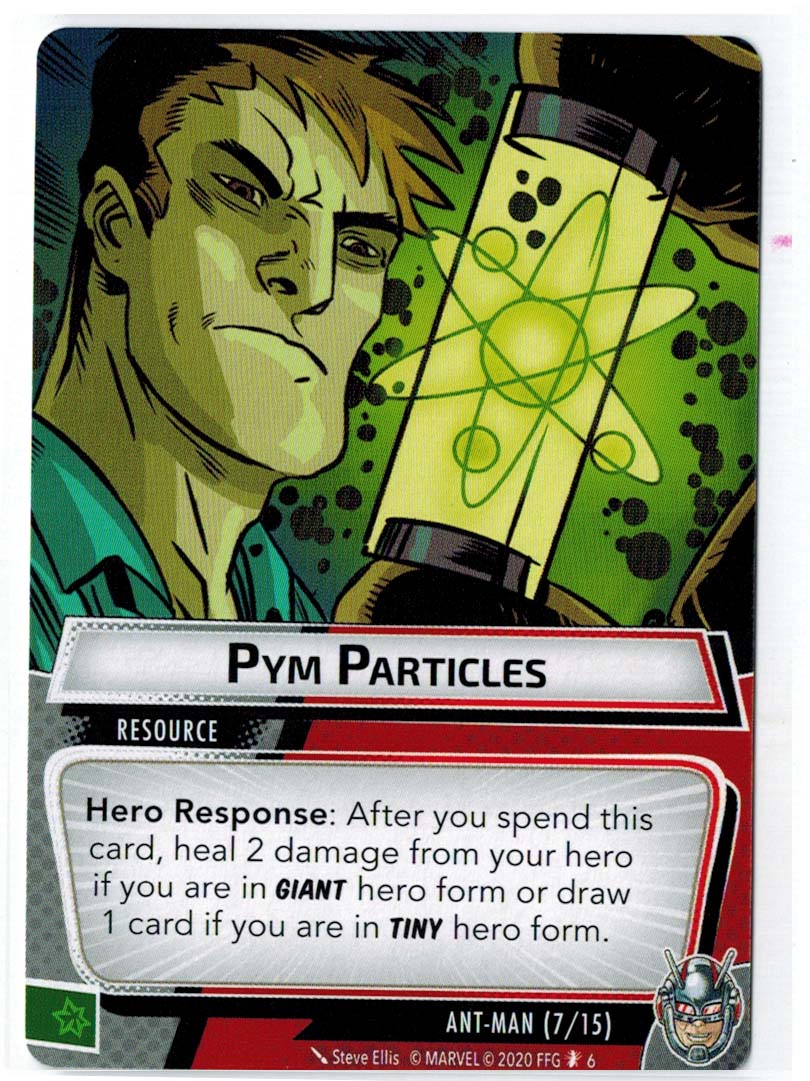 PYM PARTICLES
RESOURCE
Hero Response: After you spend this
card, heal 2 damage from your hero
if you are in GIANT hero form or draw
1 card if you are in TINY hero form.
ANT-MAN (7/15)
Steve Ellis © MARVEL © 2020 FFG 6